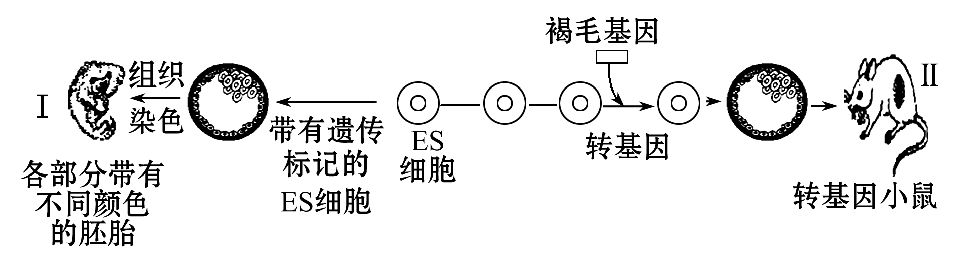 Ⅰ
组织
染色
各部分带有
不同颜色
的胚胎
带有遗传
标记的
ES细胞
ES
细胞
褐毛基因
转基因
Ⅱ
转基因小鼠